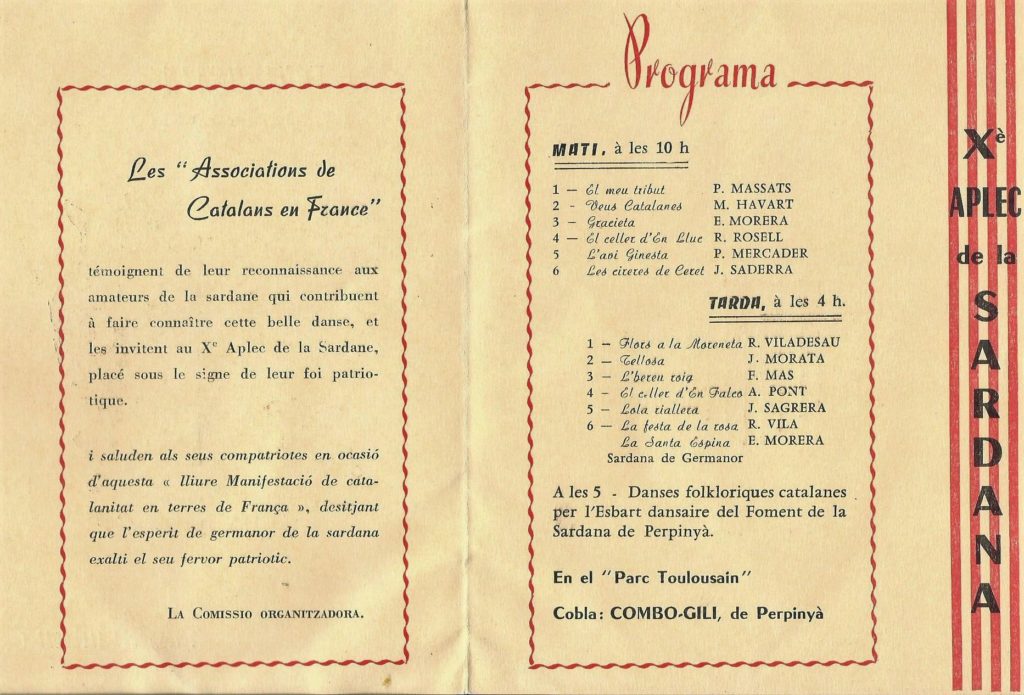 Les "Associations de
Catalans en France"
témoignent de leur reconnaissance aux
amateurs de la sardane qui contribuent
à faire connaître cette belle danse, et
les invitent au Xe Aplec de la Sardane,
placé sous le signe de leur foi patrio-
tique.
i saluden als seus compatriotes en ocasió
d'aquesta « lliure Manifestació de cata-
lanitat en terres de França », desitjant
que l'esperit de germanor de la sardana
exalti el seu fervor patriotic.
La Comissio organitzadora.
Programa
MATI, à les 10 h
1 — El meu tribut P. MASSATS
2 - Veus Catalanes M. HAVART
3 — Gracieta E. MORERA
4 — El celler d'En Lluc R. ROSELL
5 L'avi Ginesta P. MERCADER
6 Les cireres de Ceret J. SADERRA
TARDA, à les 4 h.
1 — Flors a la Moreneta R. VILADESAU
2 — Tellosa J. MORATA
3 — L'hereu roig F. MAS
4 — El celler d'En Falco A. PONT
5 — Lola riallera J. SAGRERA
6 — La festa de la rosa R. VILA
La Santa Espina E. MORERA
Sardana de Germanor
A les 5 - Danses folkloriques catalanes
per l'Esbart dansaire del Foment de la
Sardana de Perpinyà.
En el "Parc Toulousain"
Cobla: COMBO-GILI, de Perpinyà
Xè
APLEC
de la
SARDANA